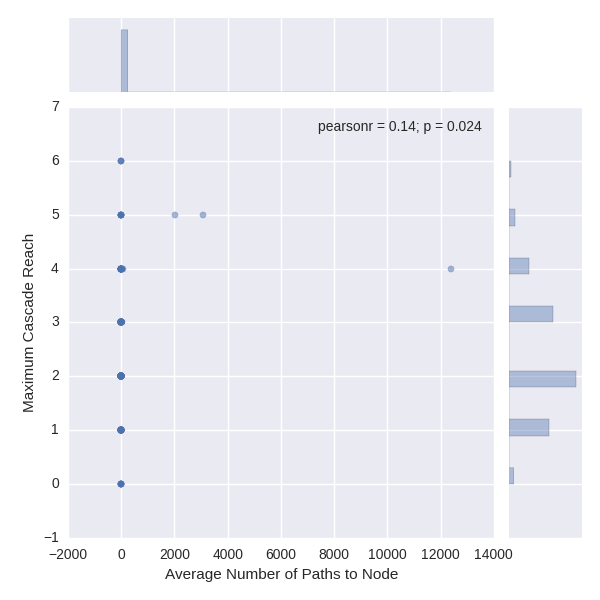 pearsonr = 0.14; p = 0.024
7
6
5
4
3
2
1
0
−1
Maximum Cascade Reach
−2000 0 2000 4000 6000 8000 10000 12000 14000
Average Number of Paths to Node